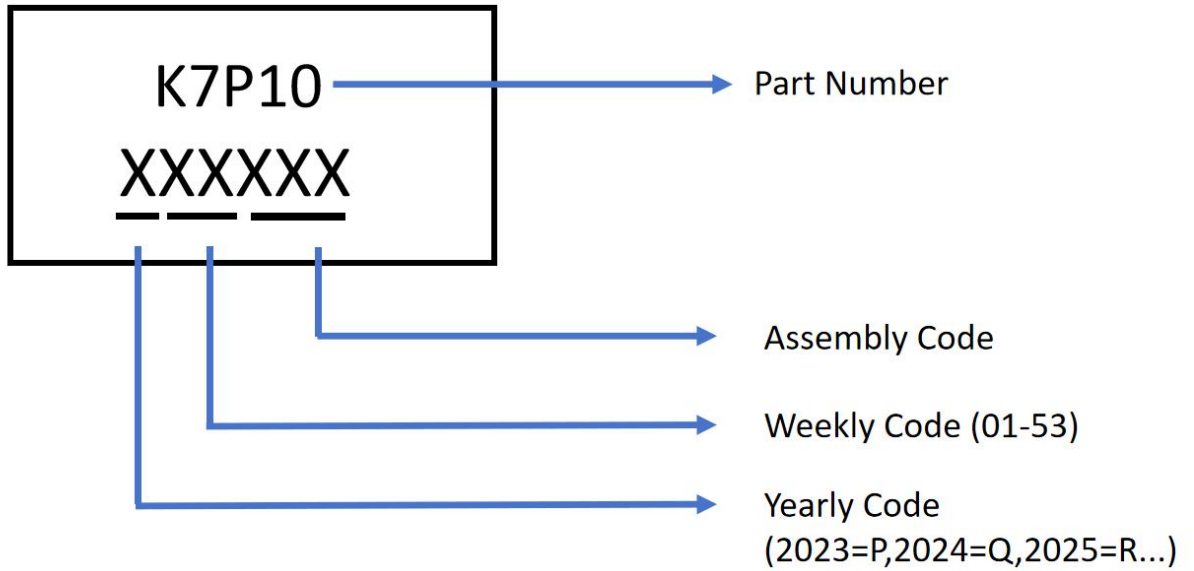 K7P10
Part Number
XXXXXX
Assembly Code
Weekly Code (01-53)
Yearly Code
(2023=P,2024=Q,2025=R...)